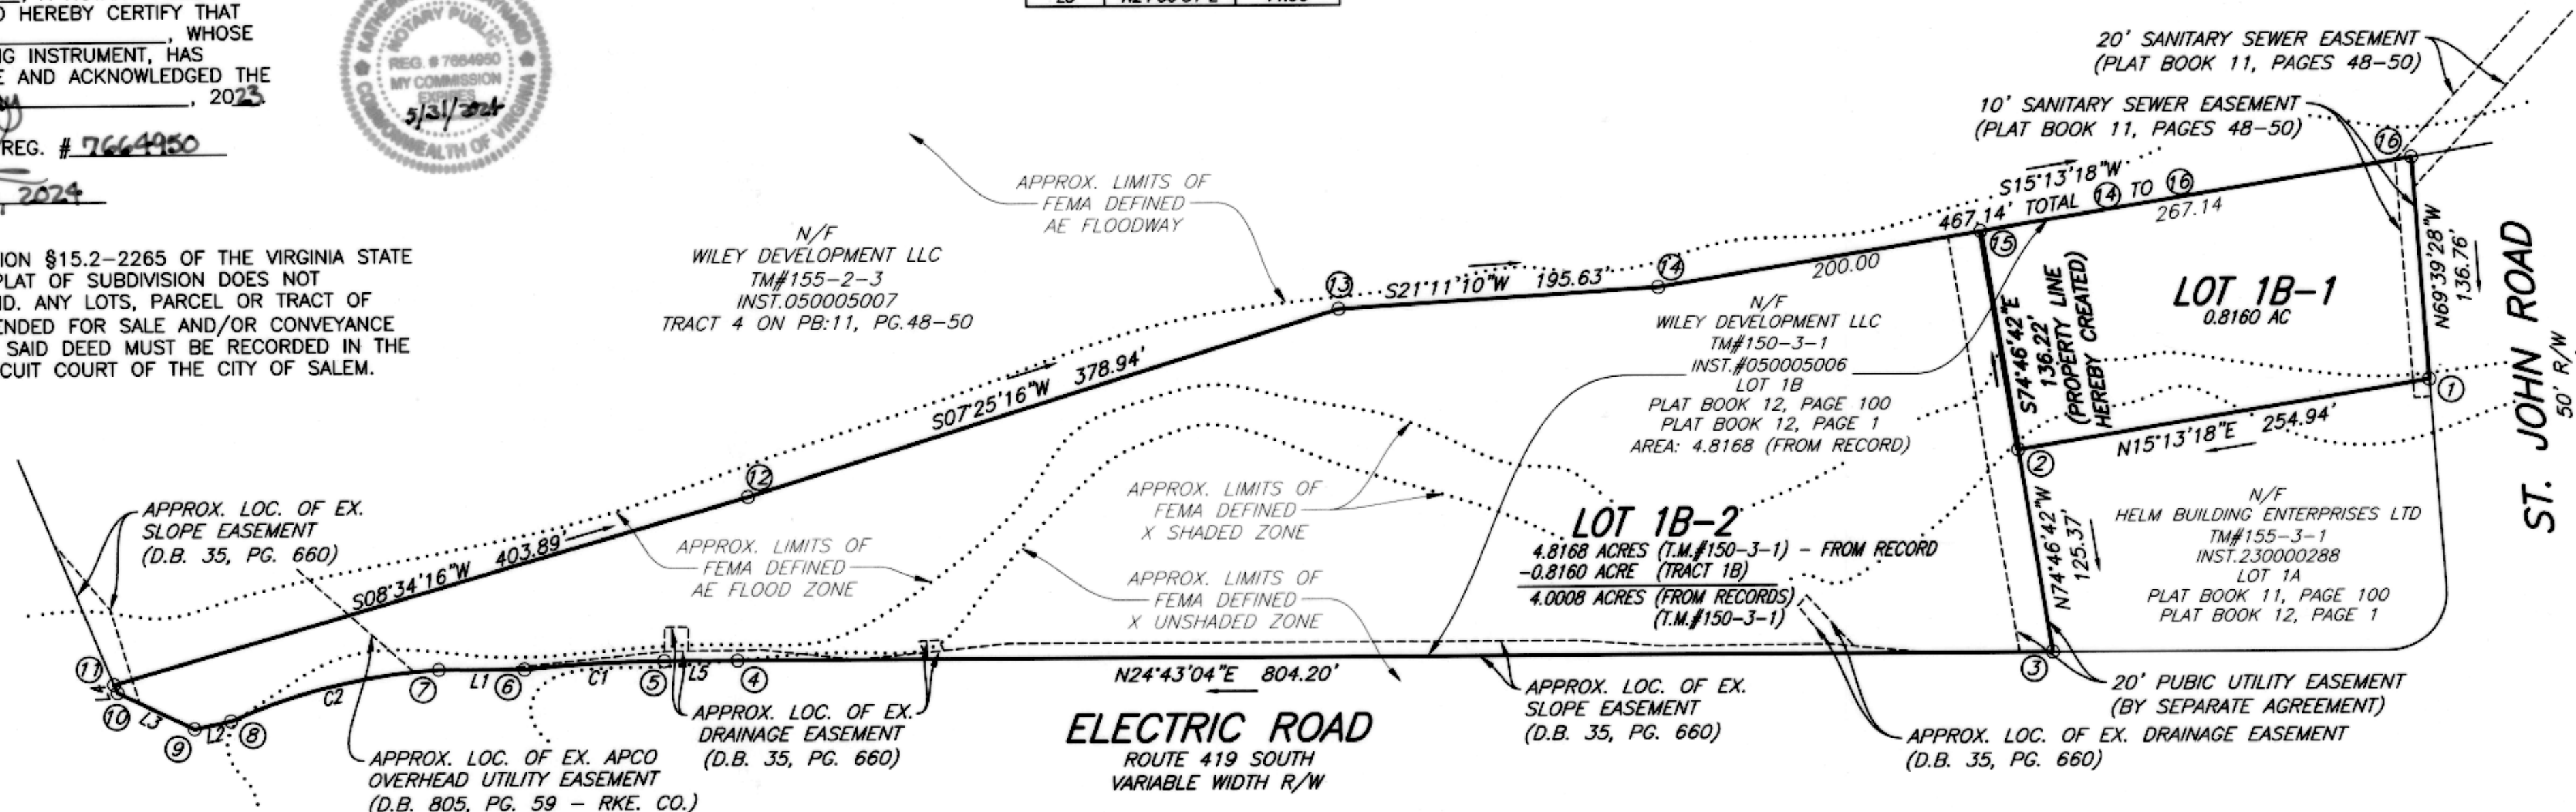 O HEREBY CERTIFY THAT
, WHOSE
NG INSTRUMENT, HAS
E AND ACKNOWLEDGED THE
, 2023.
REG. # 7664950
, 2024
NOTARY PUBLIC
REG. # 7664950
MY COMMISSION
EXPIRES
5/31/2024
COMMONWEALTH OF VIRGINIA
ION §15.2-2265 OF THE VIRGINIA STATE
PLAT OF SUBDIVISION DOES NOT
ND. ANY LOTS, PARCEL OR TRACT OF
ENDED FOR SALE AND/OR CONVEYANCE
SAID DEED MUST BE RECORDED IN THE
CUIT COURT OF THE CITY OF SALEM.
N/F
WILEY DEVELOPMENT LLC
TM#155-2-3
INST.050005007
TRACT 4 ON PB:11, PG.48-50
APPROX. LIMITS OF
FEMA DEFINED
AE FLOODWAY
20' SANITARY SEWER EASEMENT
(PLAT BOOK 11, PAGES 48-50)
10' SANITARY SEWER EASEMENT
(PLAT BOOK 11, PAGES 48-50)
16
S15°13'18"W
467.14' TOTAL 14 TO 16
267.14
15
200.00
14
13
S21°11'10"W 195.63'
S07°25'16"W 378.94'
12
S08°34'16"W 403.89'
N/F
WILEY DEVELOPMENT LLC
TM#150-3-1
INST.#050005006
LOT 1B
PLAT BOOK 12, PAGE 100
PLAT BOOK 12, PAGE 1
AREA: 4.8168 (FROM RECORD)
S74°46'42"E
136.22'
(PROPERTY LINE
HEREBY CREATED)
LOT 1B-1
0.8160 AC
N69°39'28"W
136.76'
ST. JOHN ROAD
50' R/W
1
N15°13'18"E 254.94'
2
N74°46'42"W
125.37'
N/F
HELM BUILDING ENTERPRISES LTD
TM#155-3-1
INST.230000288
LOT 1A
PLAT BOOK 11, PAGE 100
PLAT BOOK 12, PAGE 1
APPROX. LOC. OF EX.
SLOPE EASEMENT
(D.B. 35, PG. 660)
APPROX. LIMITS OF
FEMA DEFINED
AE FLOOD ZONE
APPROX. LIMITS OF
FEMA DEFINED
X SHADED ZONE
APPROX. LIMITS OF
FEMA DEFINED
X UNSHADED ZONE
LOT 1B-2
4.8168 ACRES (T.M.#150-3-1) - FROM RECORD
-0.8160 ACRE (TRACT 1B)
4.0008 ACRES (FROM RECORDS)
(T.M.#150-3-1)
11
10
L3
9
L2
8
C2
7
L1
6
C1
5
L5
4
N24°43'04"E 804.20'
3
APPROX. LOC. OF EX. APCO
OVERHEAD UTILITY EASEMENT
(D.B. 805, PG. 59 - RKE. CO.)
APPROX. LOC. OF EX.
DRAINAGE EASEMENT
(D.B. 35, PG. 660)
ELECTRIC ROAD
ROUTE 419 SOUTH
VARIABLE WIDTH R/W
APPROX. LOC. OF EX.
SLOPE EASEMENT
(D.B. 35, PG. 660)
20' PUBIC UTILITY EASEMENT
(BY SEPARATE AGREEMENT)
APPROX. LOC. OF EX. DRAINAGE EASEMENT
(D.B. 35, PG. 660)